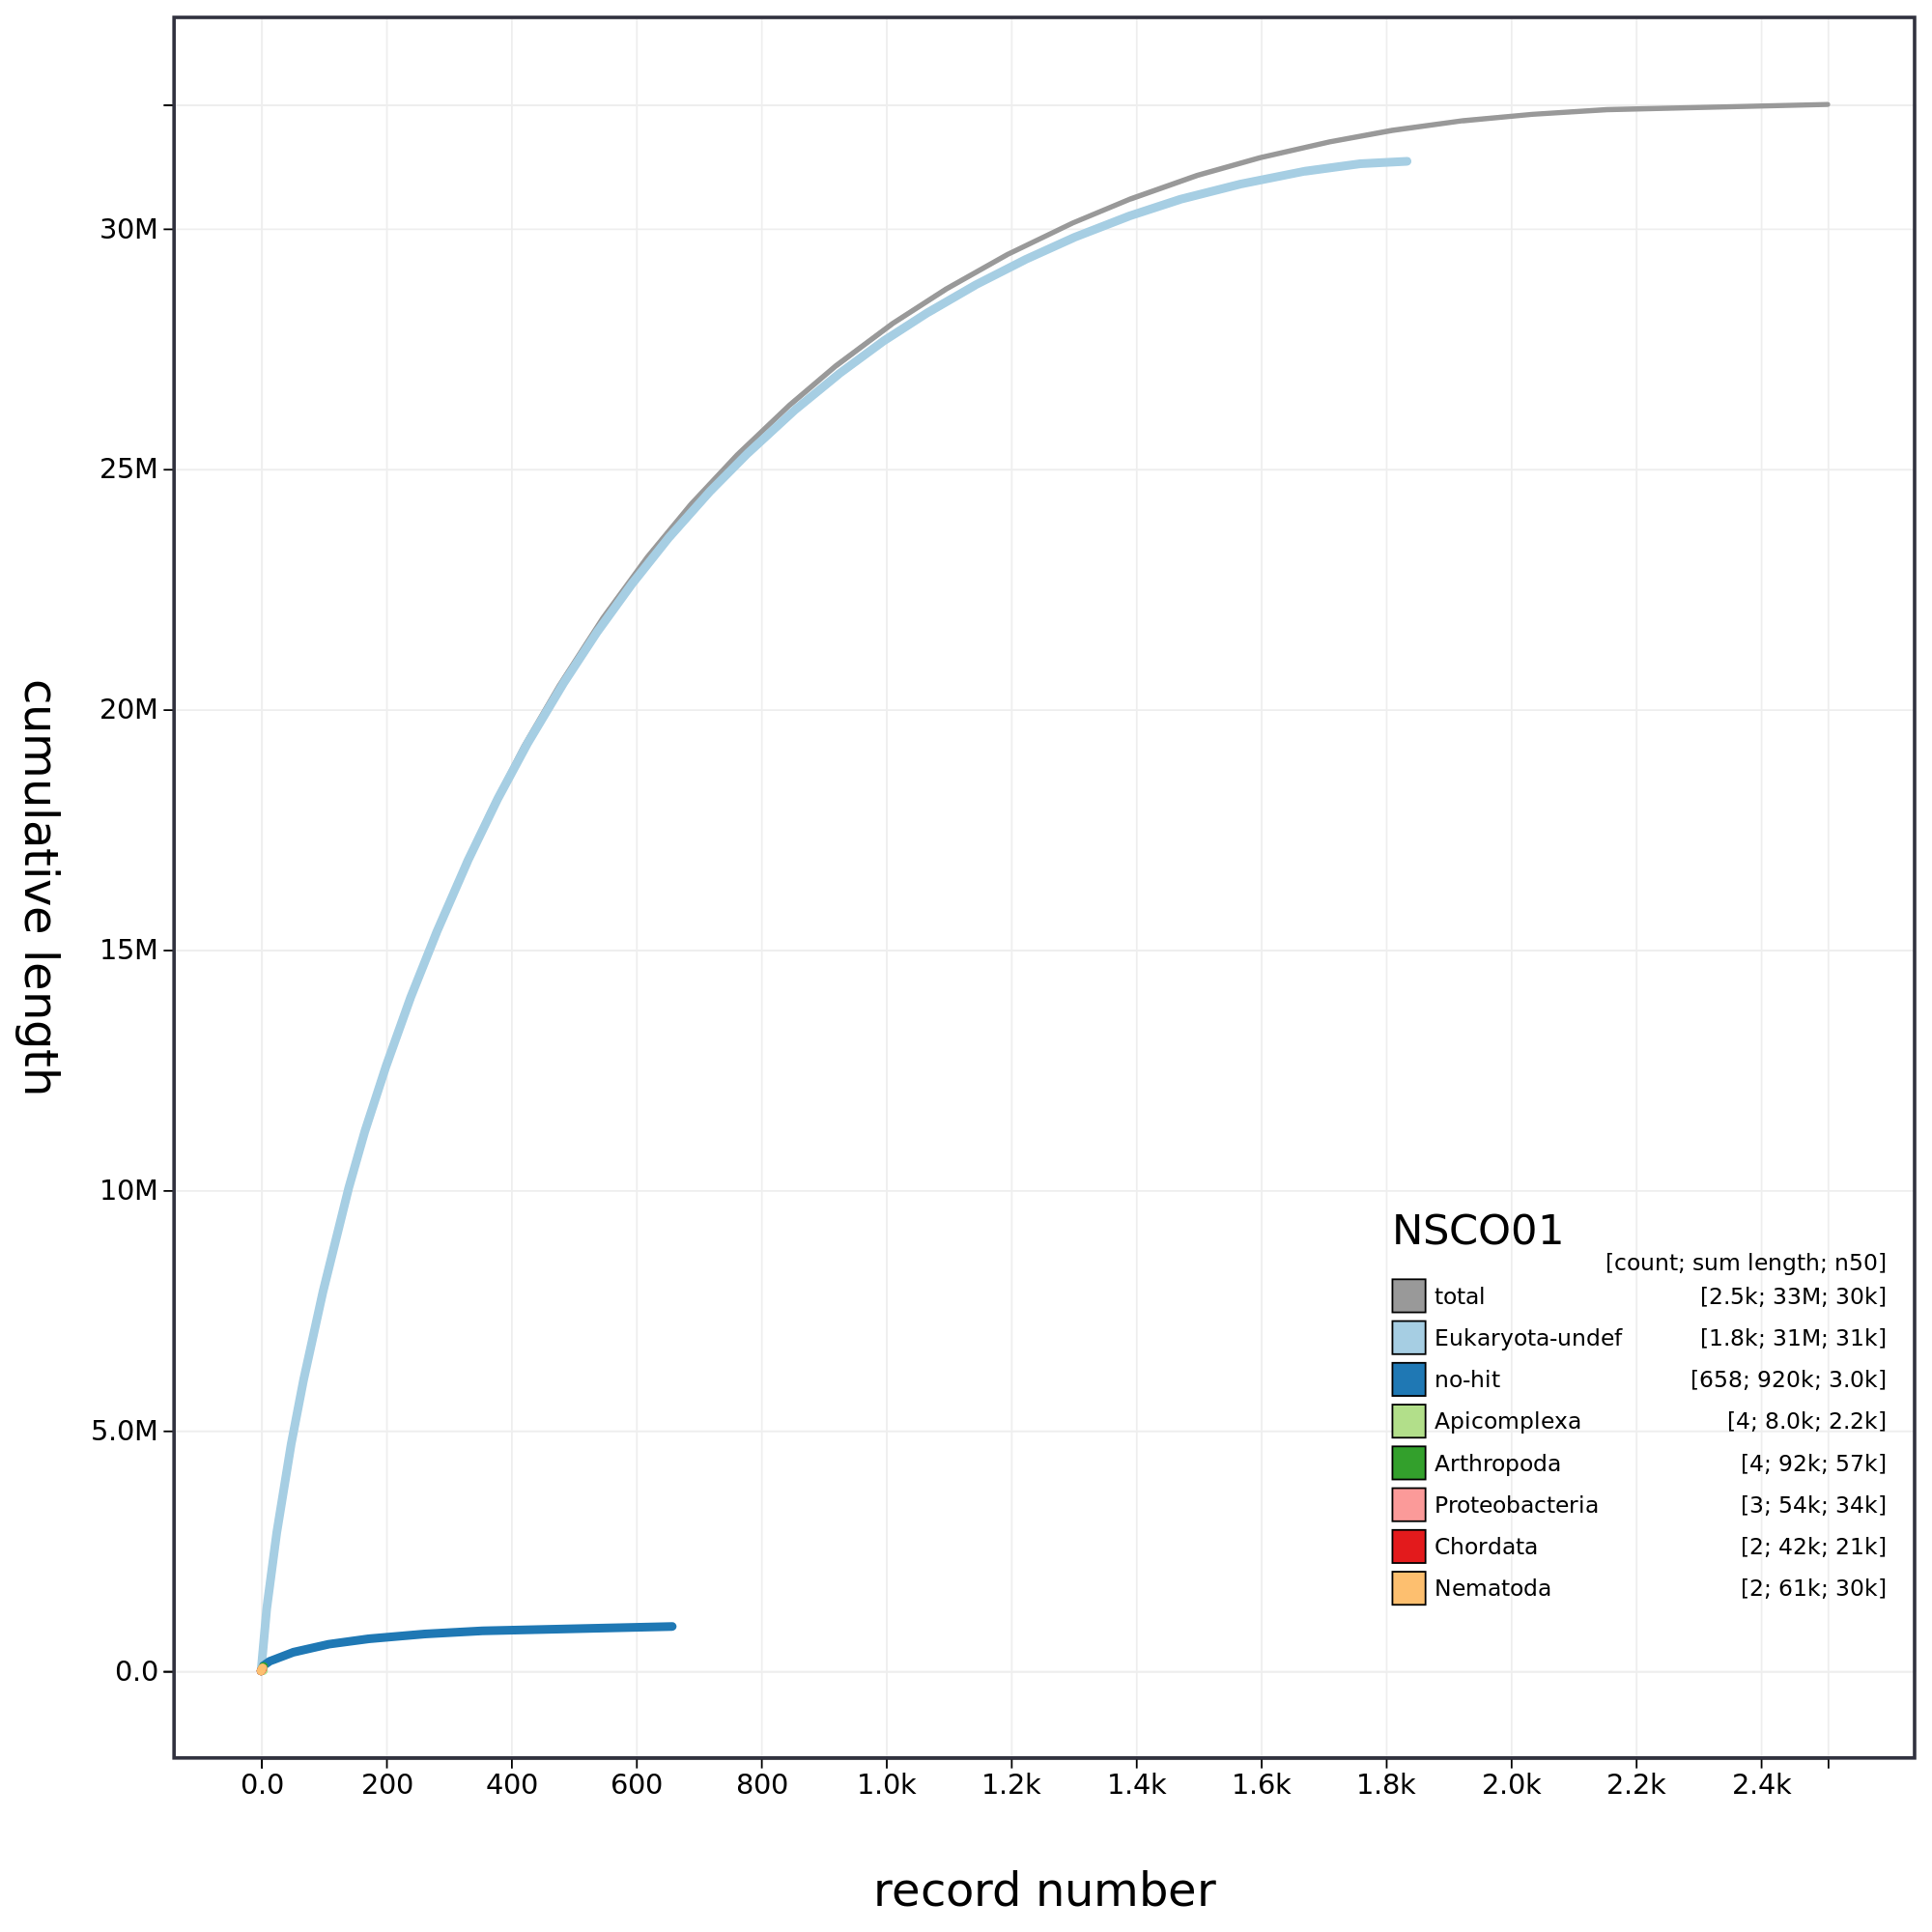 cumulative length
30M
25M
20M
15M
10M
5.0M
0.0
NSCO01
[count; sum length; n50]
total [2.5k; 33M; 30k]
Eukaryota-undef [1.8k; 31M; 31k]
no-hit [658; 920k; 3.0k]
Apicomplexa [4; 8.0k; 2.2k]
Arthropoda [4; 92k; 57k]
Proteobacteria [3; 54k; 34k]
Chordata [2; 42k; 21k]
Nematoda [2; 61k; 30k]
0.0 200 400 600 800 1.0k 1.2k 1.4k 1.6k 1.8k 2.0k 2.2k 2.4k
record number